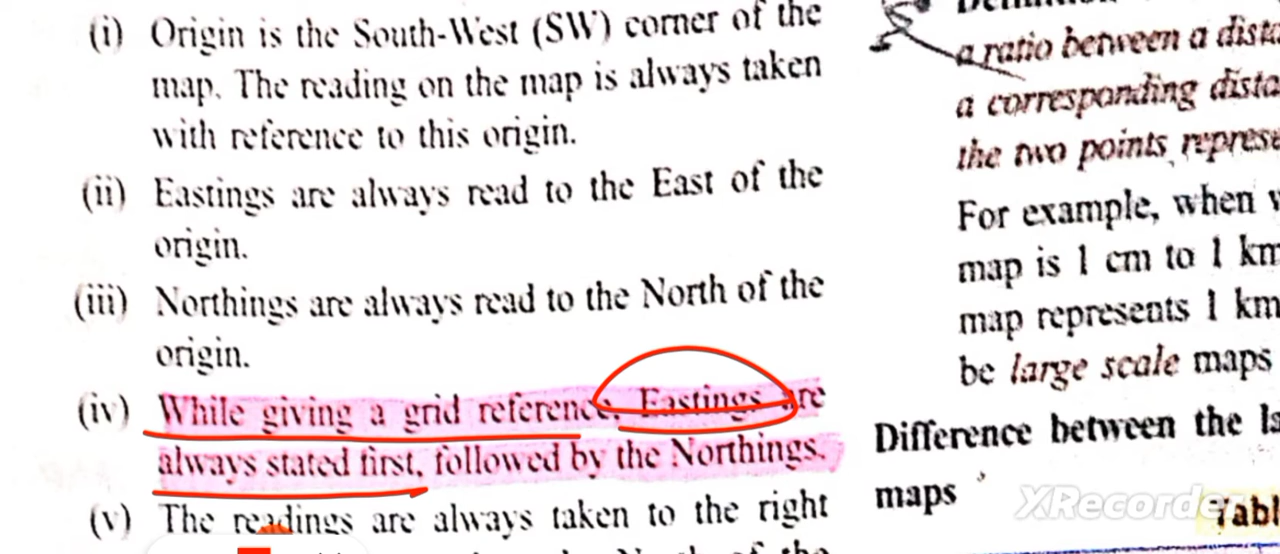 (i) Origin is the South-West (SW) corner of the
map. The reading on the map is always taken
with reference to this origin.
(ii) Eastings are always read to the East of the
origin.
(iii) Northings are always read to the North of the
origin.
(iv) While giving a grid reference, Eastings are
always stated first, followed by the Northings.
(v) The readings are always taken to the right
a ratio between a
a corresponding
the two points
For example, when
map is 1 cm to 1 km
map represents 1 km
be large scale maps
Difference between the
maps
XRecorder